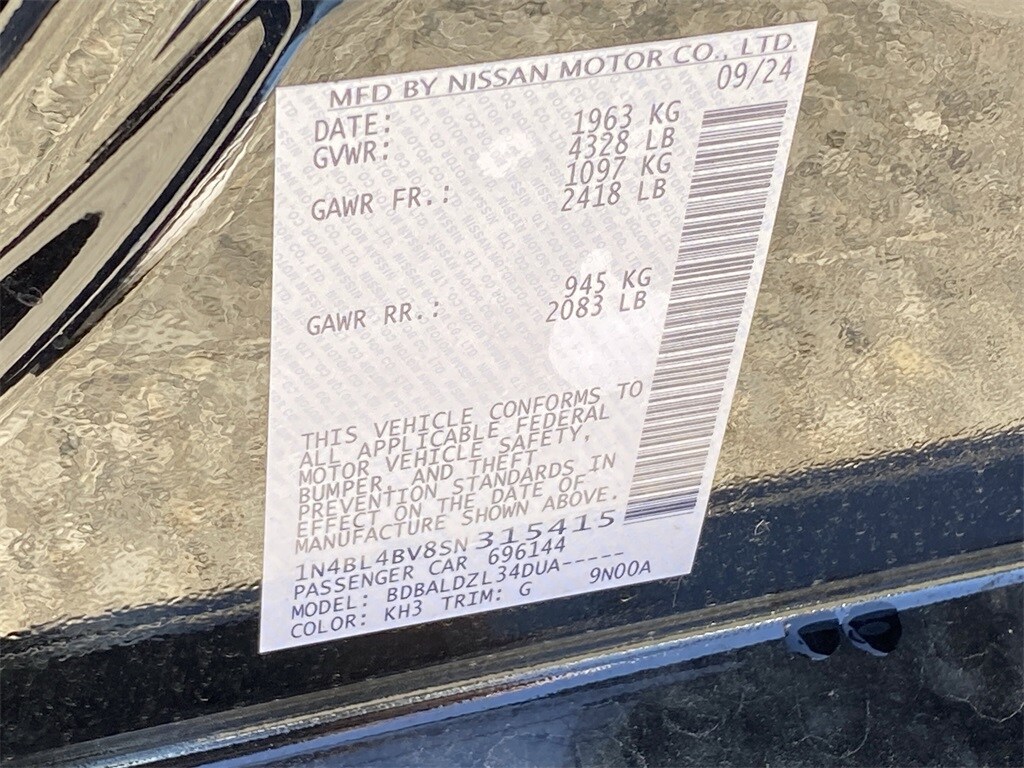 MFD BY NISSAN MOTOR CO., LTD.
DATE: 09/24
GVWR: 1963 KG
4328 LB
GAWR FR.: 1097 KG
2418 LB
GAWR RR.: 945 KG
2083 LB
THIS VEHICLE CONFORMS TO
ALL APPLICABLE FEDERAL
MOTOR VEHICLE SAFETY,
BUMPER, AND THEFT
PREVENTION STANDARDS IN
EFFECT ON THE DATE OF
MANUFACTURE SHOWN ABOVE.
1N4BL4BV8SN315415
PASSENGER CAR 696144
MODEL: BDBALDZL34DUA-----
COLOR: KH3 TRIM: G 9N00A